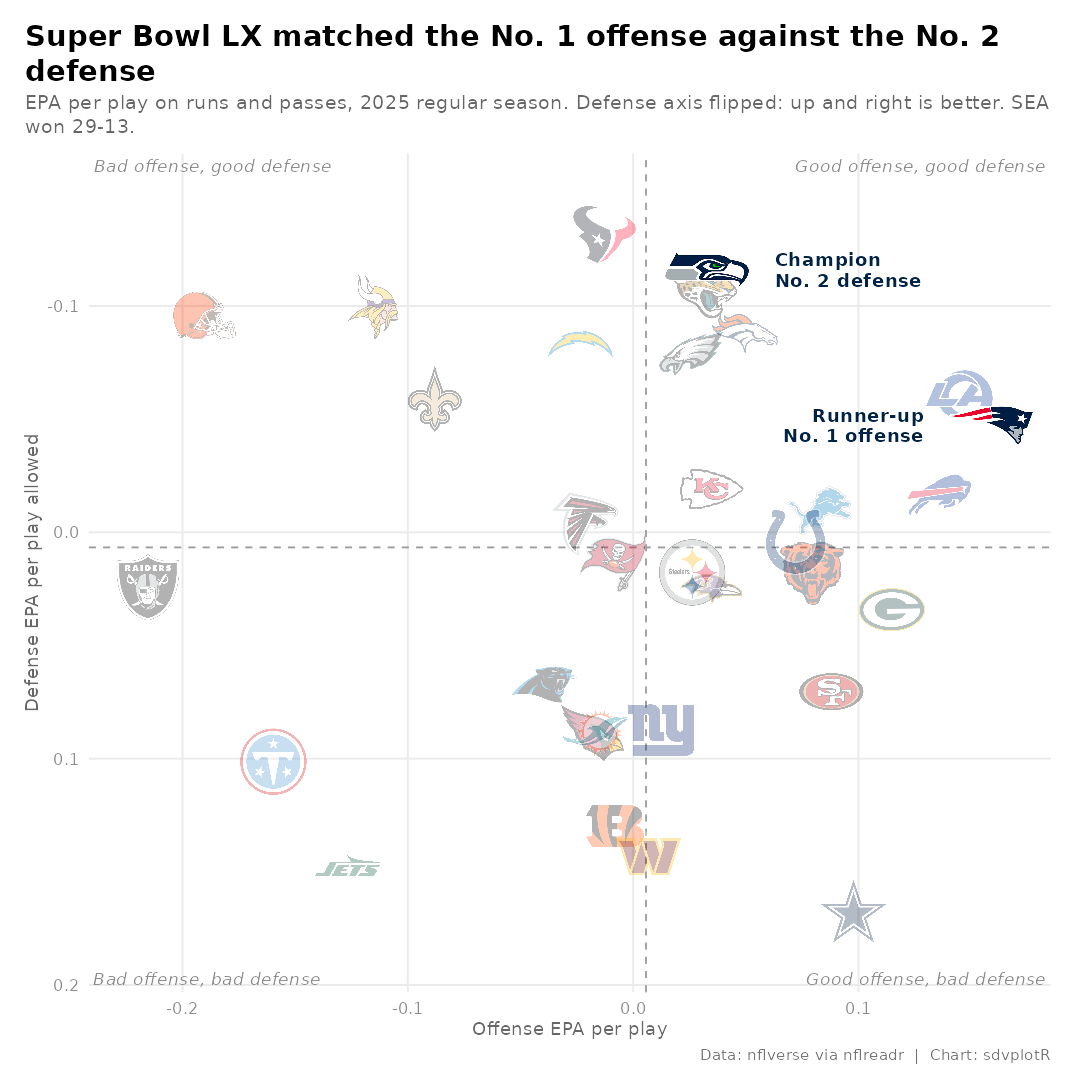 Super Bowl LX matched the No. 1 offense against the No. 2
defense
EPA per play on runs and passes, 2025 regular season. Defense axis flipped: up and right is better. SEA
won 29-13.
Bad offense, good defense
Good offense, good defense
Champion
No. 2 defense
-0.1
LA
Runner-up
No. 1 offense
KC
0.0
Steelers
RAIDERS
G
SF
ny
T
0.1
B
W
JETS
Bad offense, bad defense
Good offense, bad defense
0.2
-0.2
-0.1
0.0
0.1
Offense EPA per play
Defense EPA per play allowed
Data: nflverse via nflreadr | Chart: sdvplotR